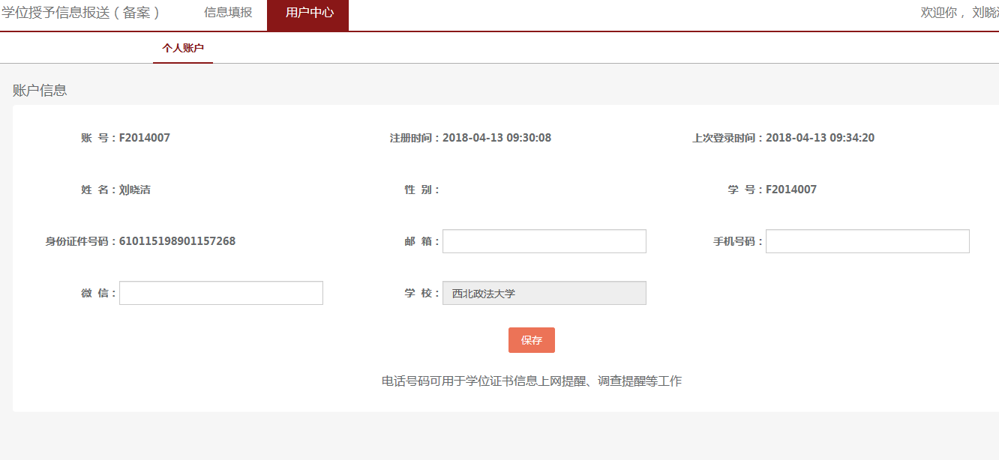 学位授予信息报送（备案） 信息填报 用户中心 欢迎你，刘晓
个人账户
账户信息
账 号：F2014007 注册时间：2018-04-13 09:30:08 上次登录时间：2018-04-13 09:34:20
姓 名：刘晓洁 性 别： 学 号：F2014007
身份证件号码：610115198901157268 邮 箱： 手机号码：
微 信： 学 校： 西北政法大学
保存
电话号码可用于学位证书信息上网提醒、调查提醒等工作